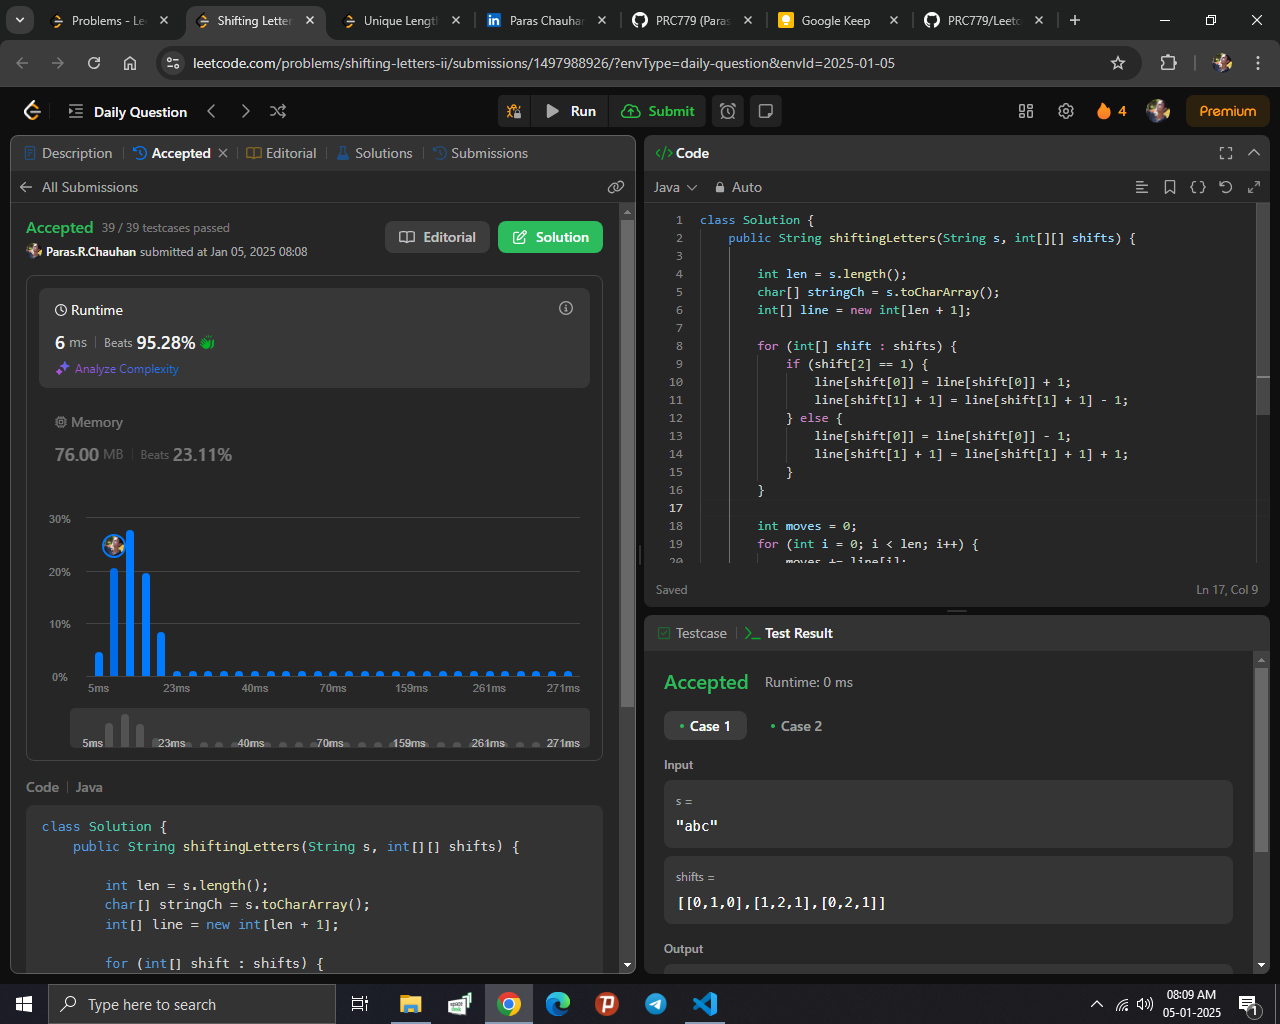 Problems - Le
Shifting Letter
Unique Length
Paras Chauhan
PRC779 (Paras
Google Keep
PRC779/Leetc
leetcode.com/problems/shifting-letters-ii/submissions/1497988926/?envType=daily-question&envId=2025-01-05
Daily Question
Run
Submit
4
Premium
Description
Accepted
Editorial
Solutions
Submissions
All Submissions
Accepted 39 / 39 testcases passed
Paras.R.Chauhan submitted at Jan 05, 2025 08:08
Editorial
Solution
Runtime
6 ms | Beats 95.28%
Analyze Complexity
Memory
76.00 MB | Beats 23.11%
30%
20%
10%
0%
5ms 23ms 40ms 70ms 159ms 261ms 271ms
5ms 23ms 40ms 70ms 159ms 261ms 271ms
Code | Java
class Solution {
    public String shiftingLetters(String s, int[][] shifts) {
        int len = s.length();
        char[] stringCh = s.toCharArray();
        int[] line = new int[len + 1];
        for (int[] shift : shifts) {
</> Code
Java
Auto
1 class Solution {
2     public String shiftingLetters(String s, int[][] shifts) {
3
4         int len = s.length();
5         char[] stringCh = s.toCharArray();
6         int[] line = new int[len + 1];
7
8         for (int[] shift : shifts) {
9             if (shift[2] == 1) {
10                 line[shift[0]] = line[shift[0]] + 1;
11                 line[shift[1] + 1] = line[shift[1] + 1] - 1;
12             } else {
13                 line[shift[0]] = line[shift[0]] - 1;
14                 line[shift[1] + 1] = line[shift[1] + 1] + 1;
15             }
16         }
17
18         int moves = 0;
19         for (int i = 0; i < len; i++) {
20             moves += line[i];
Saved
Ln 17, Col 9
Testcase
Test Result
Accepted Runtime: 0 ms
Case 1
Case 2
Input
s =
"abc"
shifts =
[[0,1,0],[1,2,1],[0,2,1]]
Output
Type here to search
08:09 AM
05-01-2025
1